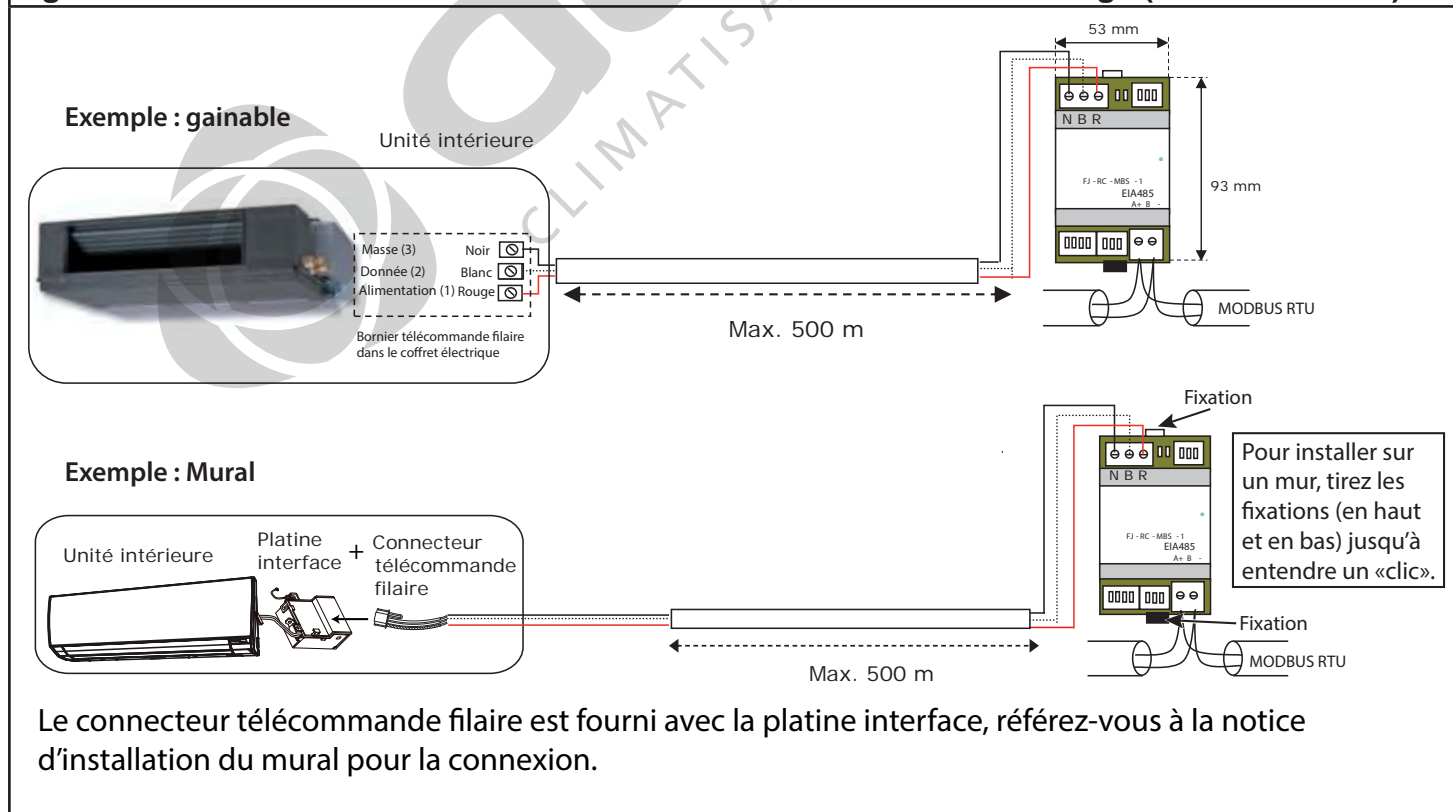 53 mm
Exemple : gainable
Unité intérieure
N B R
Masse (3) Noir
Donnée (2) Blanc
Alimentation (1) Rouge
Bornier télécommande filaire
dans le coffret électrique
FJ - RC - MBS - 1
EIA485
A+ B -
93 mm
Max. 500 m
MODBUS RTU
CLIMATISA
Exemple : Mural
Fixation
N B R
Pour installer sur
un mur, tirez les
fixations (en haut
et en bas) jusqu'à
entendre un «clic».
Unité intérieure
Platine
interface
+
Connecteur
télécommande
filaire
FJ - RC - MBS - 1
EIA485
A+ B -
Fixation
MODBUS RTU
Max. 500 m
Le connecteur télécommande filaire est fourni avec la platine interface, référez-vous à la notice
d'installation du mural pour la connexion.